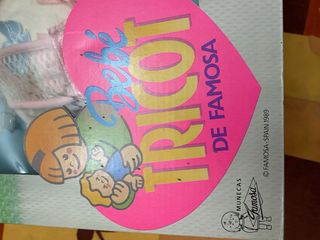 Bebé
TRICOT
DE FAMOSA
© FAMOSA-SPAIN 1989
MUÑECAS
Famosa